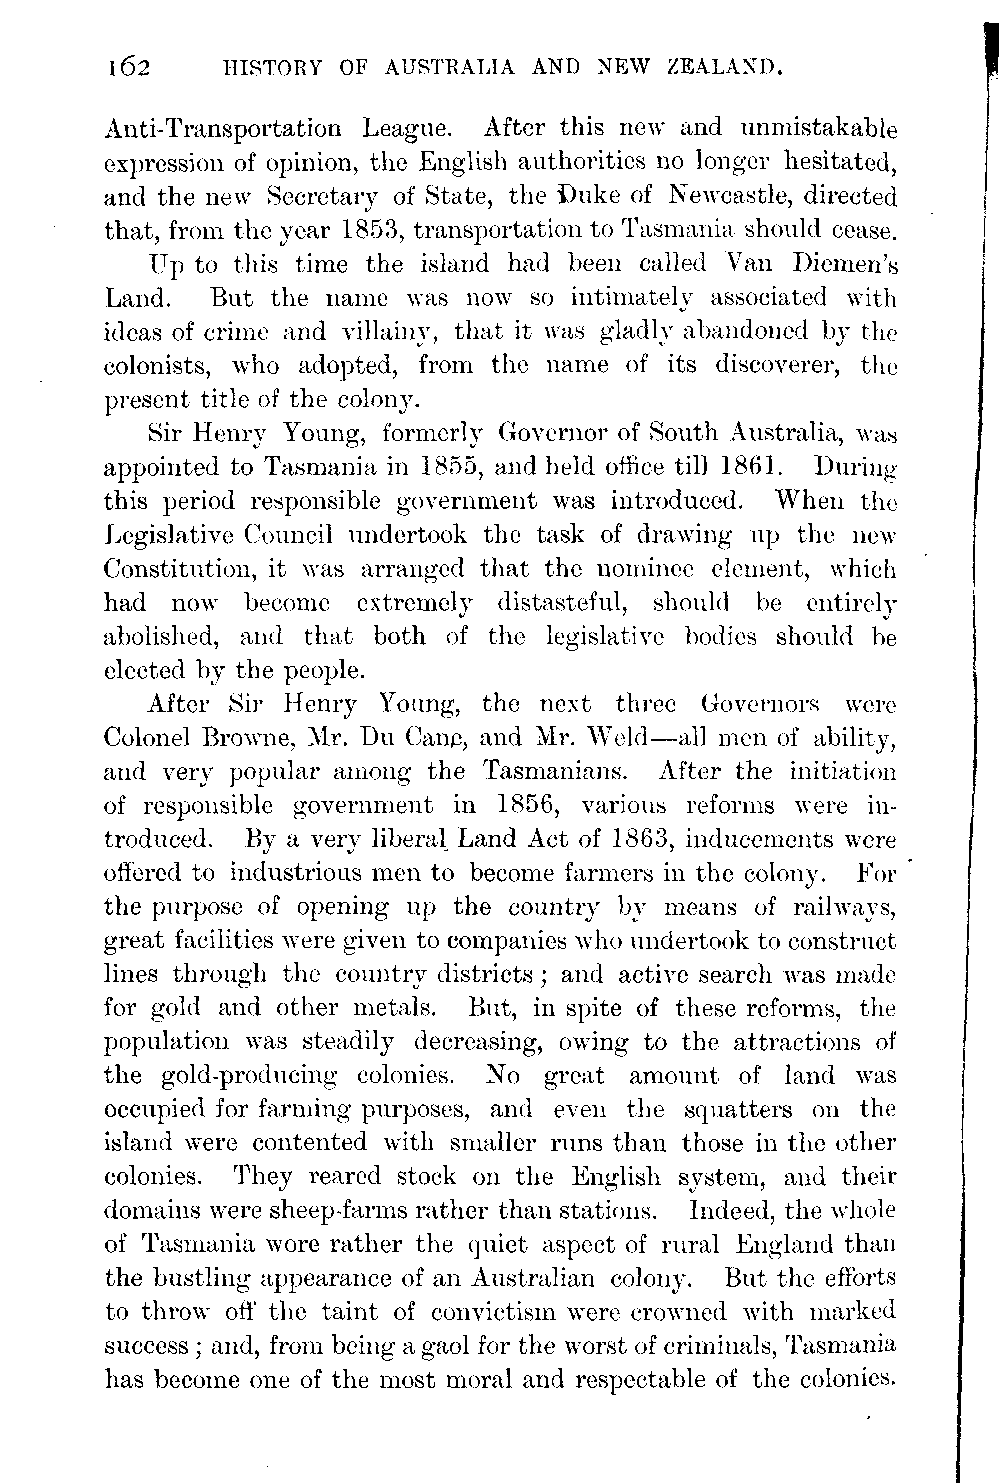 162 HISTORY OF AUSTRALIA AND NEW ZEALAND.
Anti-Transportation League. After this new and unmistakable
expression of opinion, the English authorities no longer hesitated,
and the new Secretary of State, the Duke of Newcastle, directed
that, from the year 1853, transportation to Tasmania should cease.
Up to this time the island had been called Van Diemen's
Land. But the name was now so intimately associated with
ideas of crime and villainy, that it was gladly abandoned by the
colonists, who adopted, from the name of its discoverer, the
present title of the colony.
Sir Henry Young, formerly Governor of South Australia, was
appointed to Tasmania in 1855, and held office till 1861. During
this period responsible government was introduced. When the
Legislative Council undertook the task of drawing up the new
Constitution, it was arranged that the nominee element, which
had now become extremely distasteful, should be entirely
abolished, and that both of the legislative bodies should be
elected by the people.
After Sir Henry Young, the next three Governors were
Colonel Browne, Mr. Du Cane, and Mr. Weld—all men of ability,
and very popular among the Tasmanians. After the initiation
of responsible government in 1856, various reforms were in-
troduced. By a very liberal Land Act of 1863, inducements were
offered to industrious men to become farmers in the colony. For
the purpose of opening up the country by means of railways,
great facilities were given to companies who undertook to construct
lines through the country districts; and active search was made
for gold and other metals. But, in spite of these reforms, the
population was steadily decreasing, owing to the attractions of
the gold-producing colonies. No great amount of land was
occupied for farming purposes, and even the squatters on the
island were contented with smaller runs than those in the other
colonies. They reared stock on the English system, and their
domains were sheep-farms rather than stations. Indeed, the whole
of Tasmania wore rather the quiet aspect of rural England than
the bustling appearance of an Australian colony. But the efforts
to throw off the taint of convictism were crowned with marked
success; and, from being a gaol for the worst of criminals, Tasmania
has become one of the most moral and respectable of the colonies.